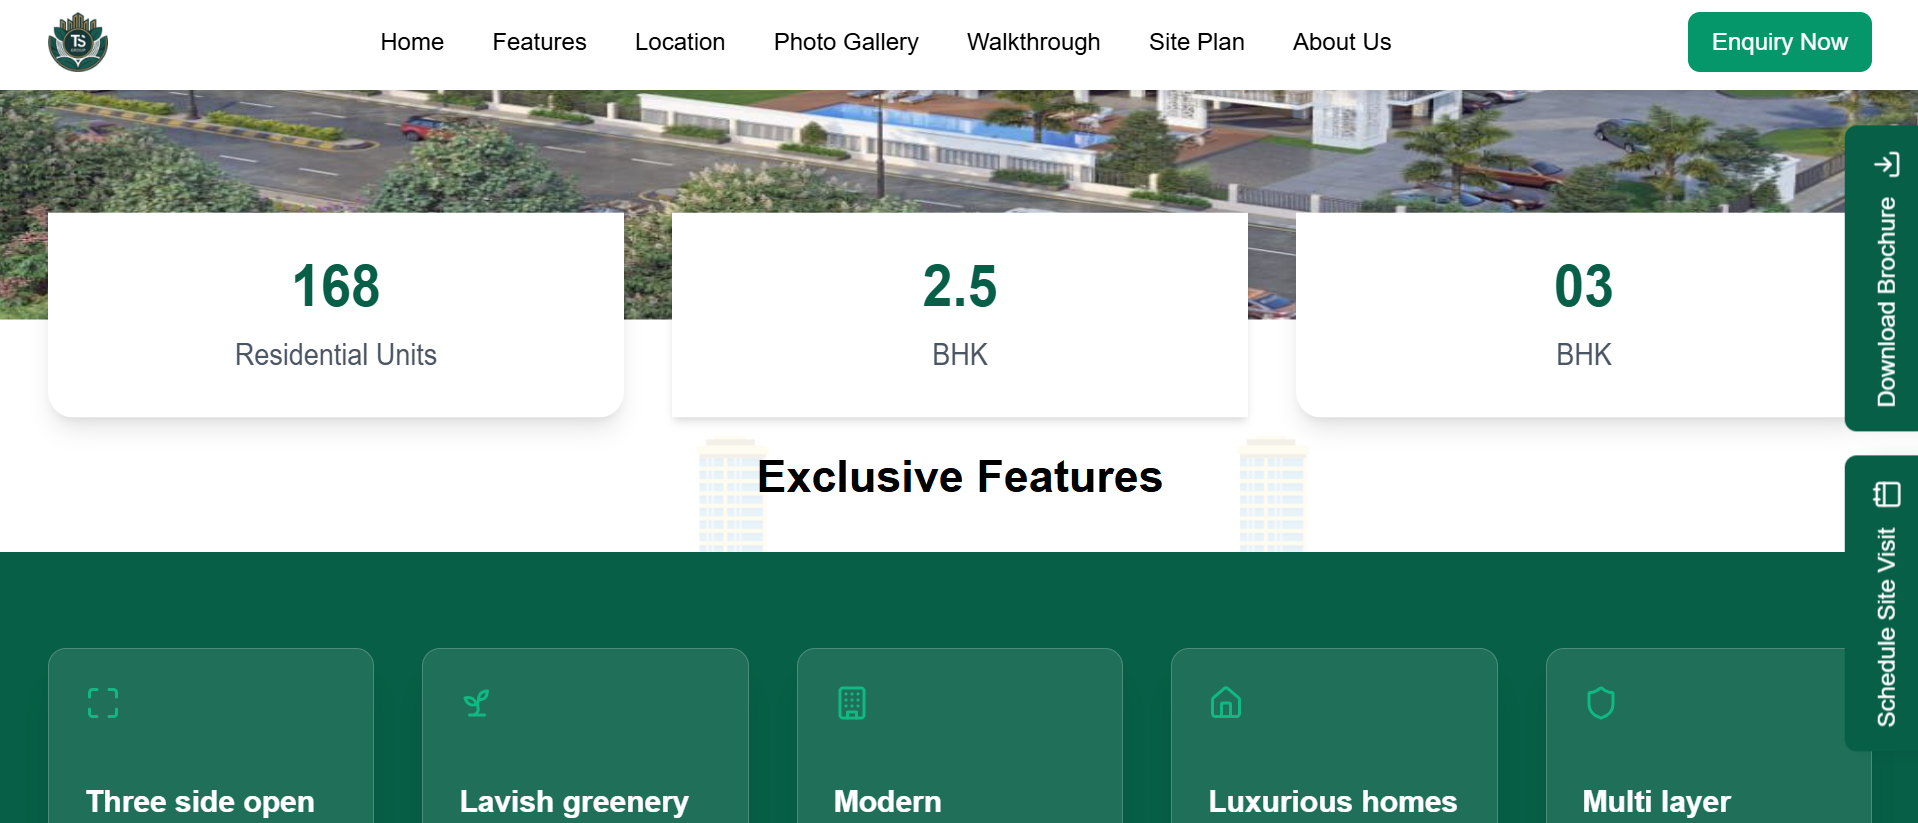 TS
GROUP
Home
Features
Location
Photo Gallery
Walkthrough
Site Plan
About Us
Enquiry Now
168
Residential Units
2.5
BHK
03
BHK
Download Brochure
Exclusive Features
Schedule Site Visit
Three side open
Lavish greenery
Modern
Luxurious homes
Multi layer